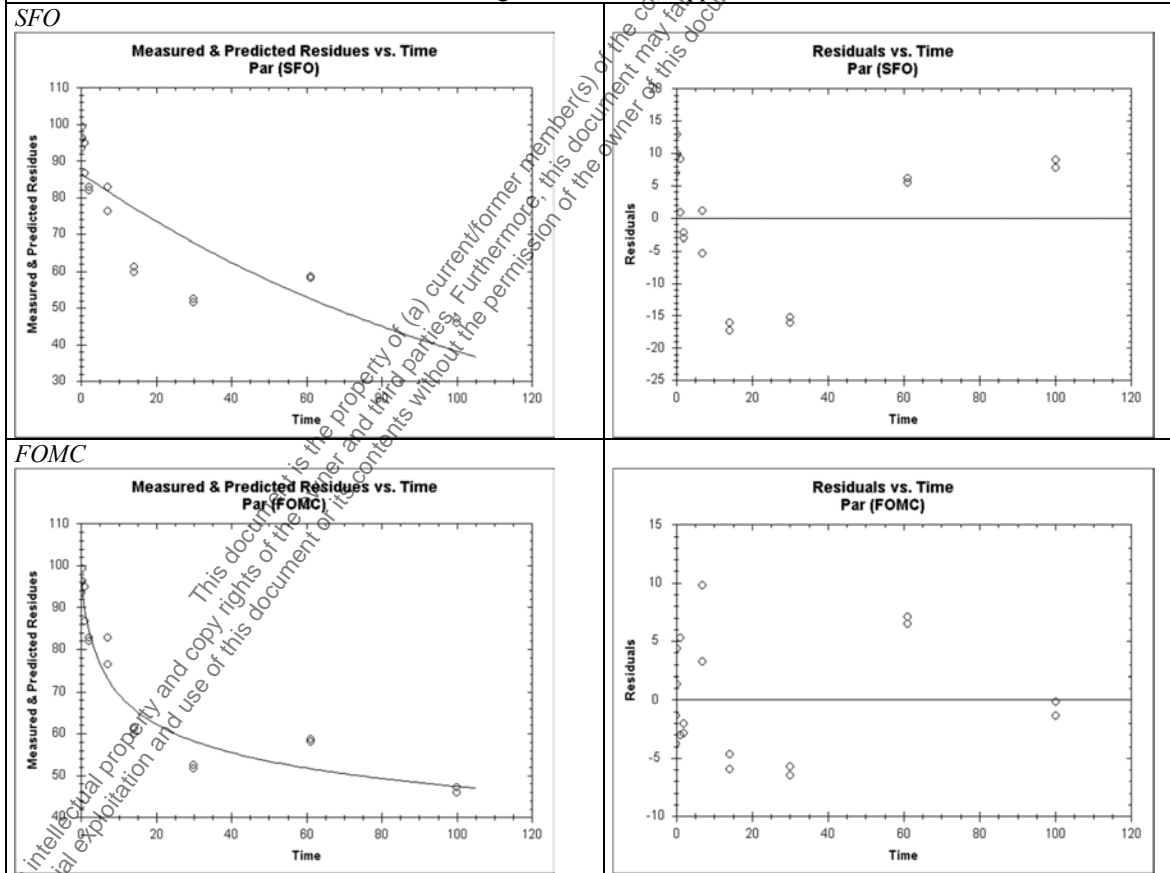 SFO
Measured & Predicted Residues vs. Time
Par (SFO)
Measured & Predicted Residues
110
100
90
80
70
60
50
40
30
0
20
40
60
80
100
120
Time
Residuals vs. Time
Par (SFO)
Residuals
20
15
10
5
0
-5
-10
-15
-20
-25
0
20
40
60
80
100
120
Time
FOMC
Measured & Predicted Residues vs. Time
Par (FOMC)
Measured & Predicted Residues
110
100
90
80
70
60
50
40
0
20
40
60
80
100
120
Time
Residuals vs. Time
Par (FOMC)
Residuals
15
10
5
0
-5
-10
0
20
40
60
80
100
120
Time
This document is the property of (a) current/former member(s) of the
intellectual property and copy rights of the owner and third parties. Furthermore, this document may
exploitation and use of this document or its contents without the permission of the owner of this